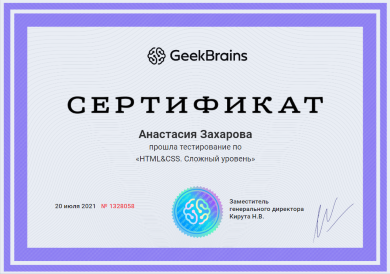 GeekBrains
СЕРТИФИКАТ
Анастасия Захарова
прошла тестирование по
«HTML&CSS. Сложный уровень»
20 июля 2021 № 1328058
Заместитель
генерального директора
Кирута Н.В.